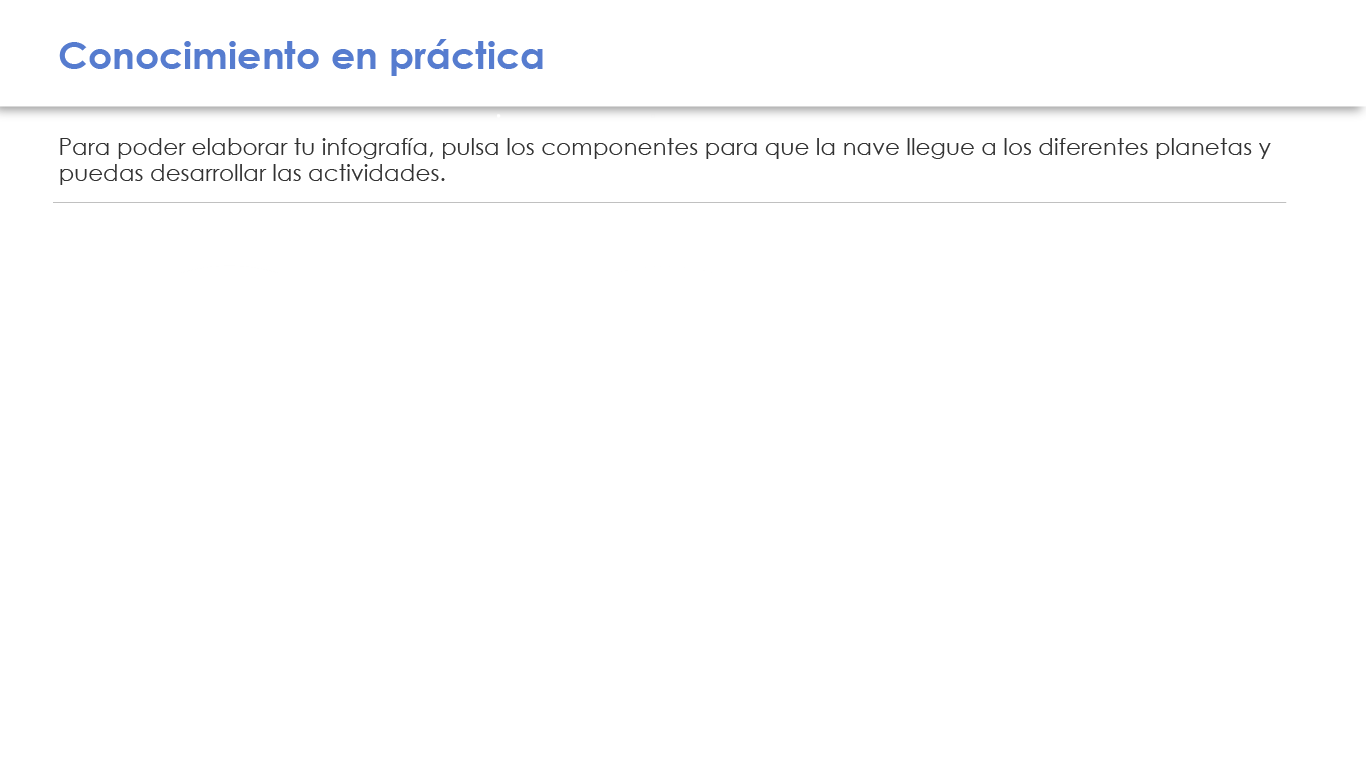 Conocimiento en práctica
Para poder elaborar tu infografía, pulsa los componentes para que la nave llegue a los diferentes planetas y
puedas desarrollar las actividades.